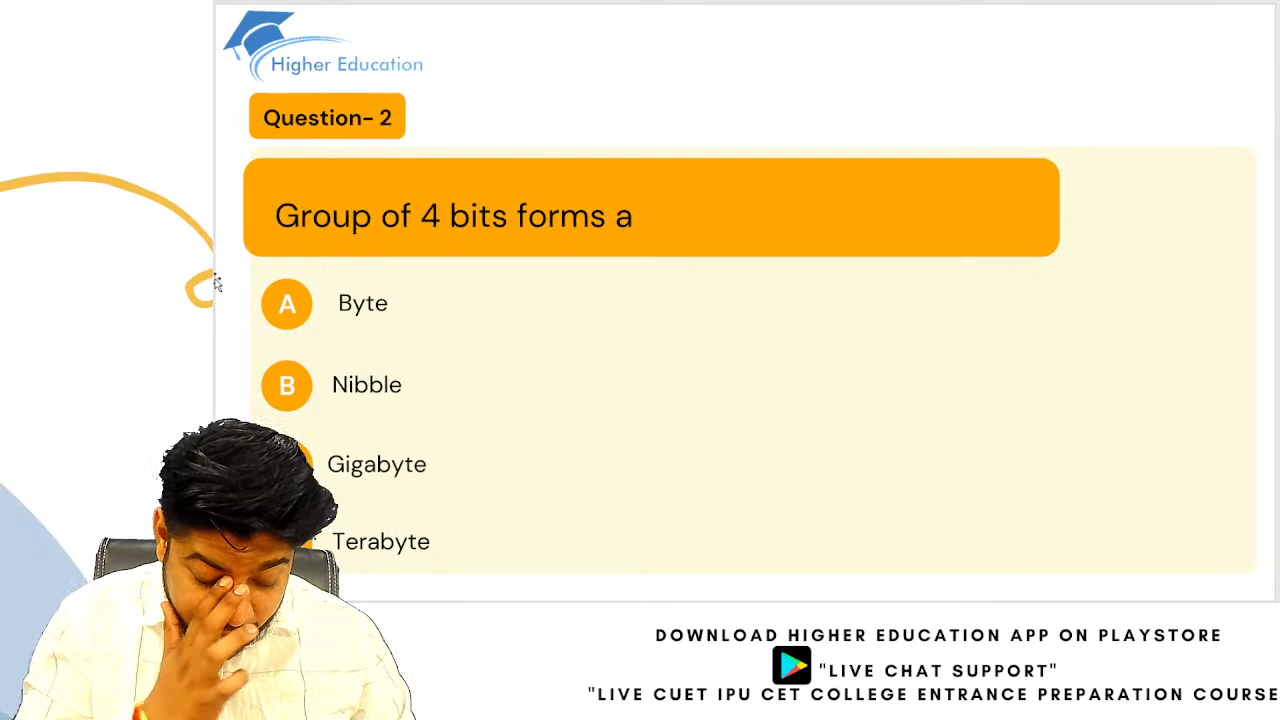 Higher Education
Question- 2
Group of 4 bits forms a
A Byte
B Nibble
Gigabyte
Terabyte
DOWNLOAD HIGHER EDUCATION APP ON PLAYSTORE
"LIVE CHAT SUPPORT"
"LIVE CUET IPU CET COLLEGE ENTRANCE PREPARATION COURSE